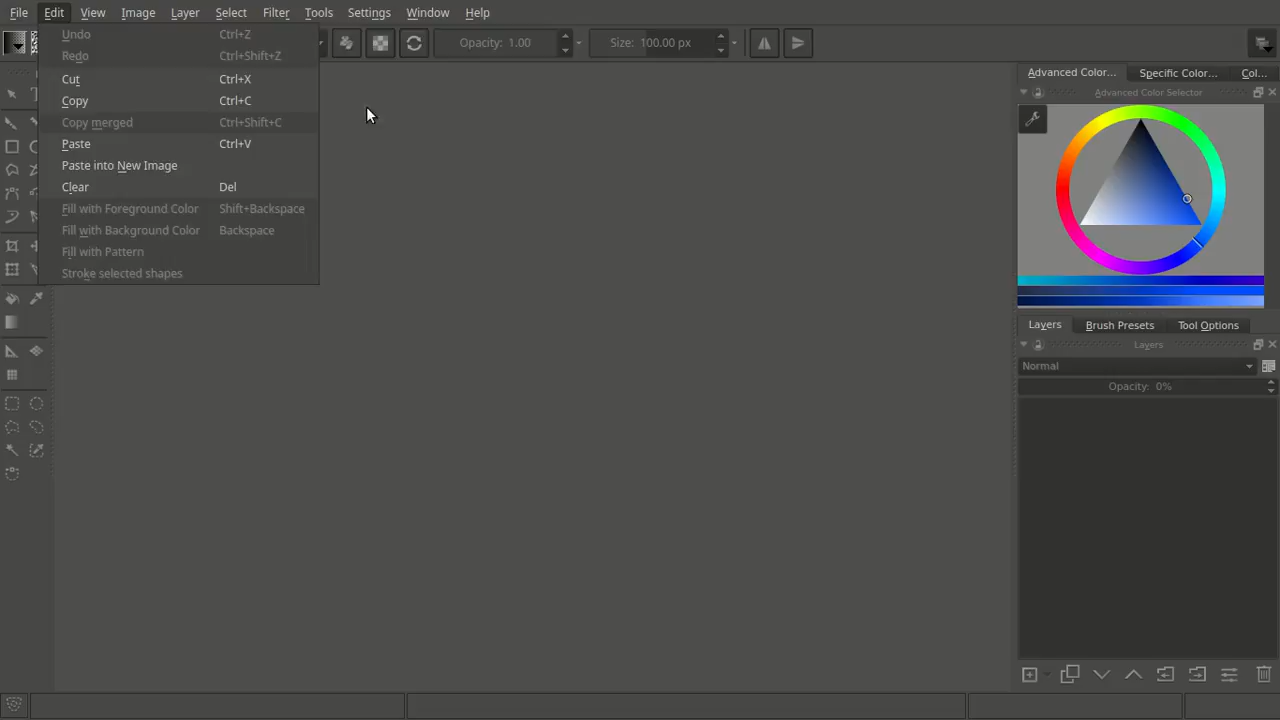 File Edit View Image Layer Select Filter Tools Settings Window Help
Undo Ctrl+Z
Redo Ctrl+Shift+Z
Opacity: 1.00 Size: 100.00 px
Cut Ctrl+X
Copy Ctrl+C
Copy merged Ctrl+Shift+C
Paste Ctrl+V
Paste into New Image
Clear Del
Fill with Foreground Color Shift+Backspace
Fill with Background Color Backspace
Fill with Pattern
Stroke selected shapes
Advanced Color... Specific Color... Col...
Advanced Color Selector
Layers Brush Presets Tool Options
Layers
Normal
Opacity: 0%